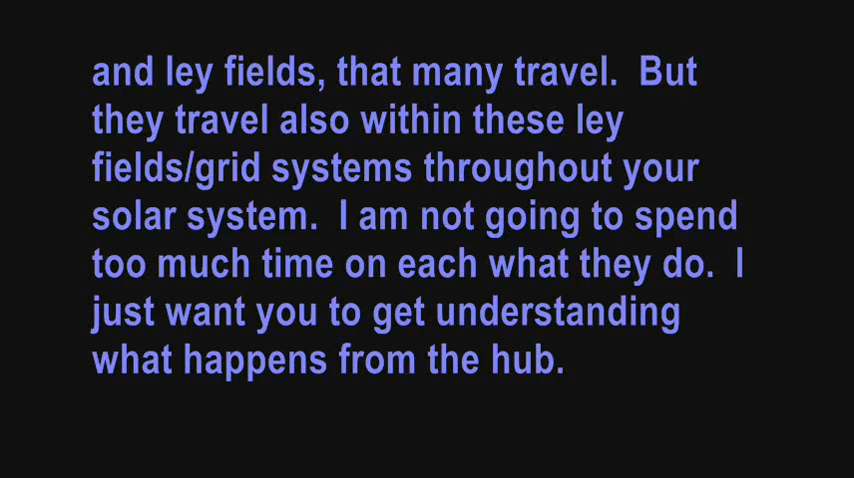 and ley fields, that many travel.  But
they travel also within these ley
fields/grid systems throughout your
solar system.  I am not going to spend
too much time on each what they do.  I
just want you to get understanding
what happens from the hub.